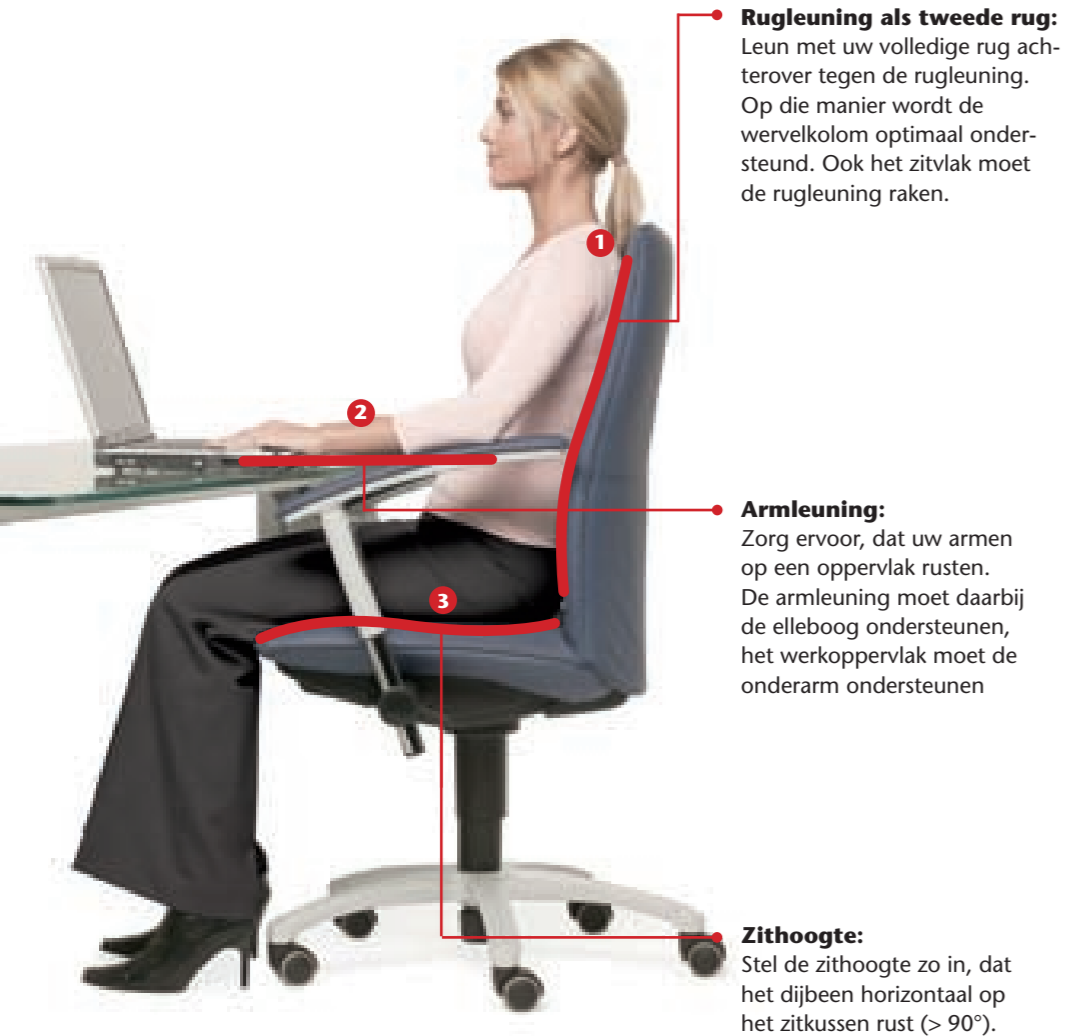 Rugleuning als tweede rug:
Leun met uw volledige rug ach-
terover tegen de rugleuning.
Op die manier wordt de
wervelkolom optimaal onder-
steund. Ook het zitvlak moet
de rugleuning raken.
1
2
Armleuning:
Zorg ervoor, dat uw armen
op een oppervlak rusten.
De armleuning moet daarbij
de elleboog ondersteunen,
het werkoppervlak moet de
onderarm ondersteunen
3
Zithoogte:
Stel de zithoogte zo in, dat
het dijbeen horizontaal op
het zitkussen rust (> 90°).